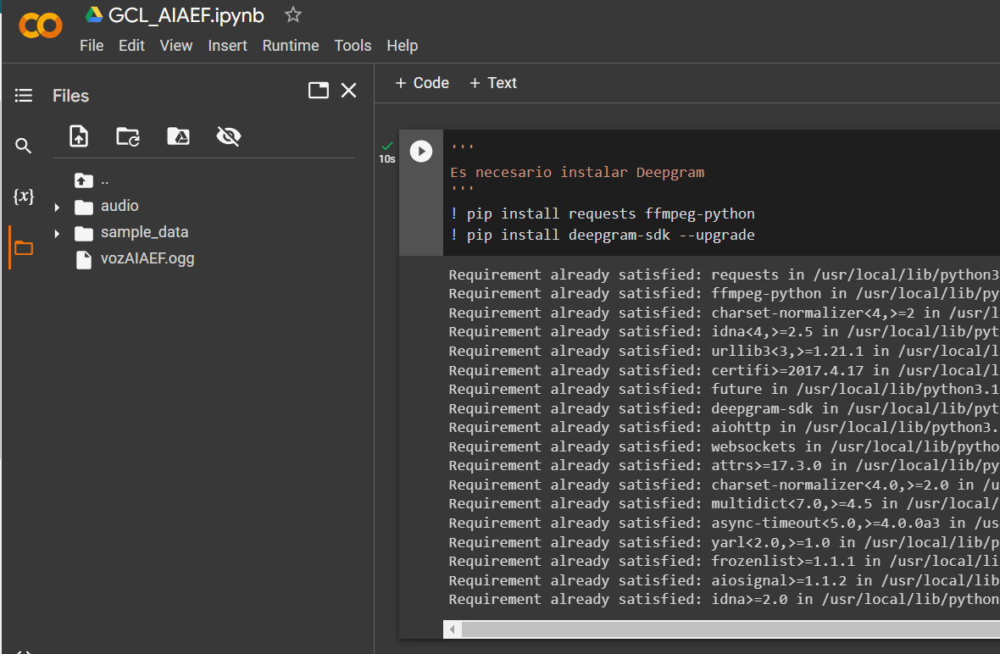 GCL_AIAEF.ipynb
File Edit View Insert Runtime Tools Help
Files
+ Code + Text
{x}
..
audio
sample_data
vozAIAEF.ogg
10s
'''
Es necesario instalar Deepgram
'''
! pip install requests ffmpeg-python
! pip install deepgram-sdk --upgrade
Requirement already satisfied: requests in /usr/local/lib/python3
Requirement already satisfied: ffmpeg-python in /usr/local/lib/py
Requirement already satisfied: charset-normalizer<4,>=2 in /usr/l
Requirement already satisfied: idna<4,>=2.5 in /usr/local/lib/pyt
Requirement already satisfied: urllib3<3,>=1.21.1 in /usr/local/l
Requirement already satisfied: certifi>=2017.4.17 in /usr/local/l
Requirement already satisfied: future in /usr/local/lib/python3.1
Requirement already satisfied: deepgram-sdk in /usr/local/lib/pyt
Requirement already satisfied: aiohttp in /usr/local/lib/python3.
Requirement already satisfied: websockets in /usr/local/lib/pytho
Requirement already satisfied: attrs>=17.3.0 in /usr/local/lib/py
Requirement already satisfied: charset-normalizer<4.0,>=2.0 in /u
Requirement already satisfied: multidict<7.0,>=4.5 in /usr/local/
Requirement already satisfied: async-timeout<5.0,>=4.0.0a3 in /us
Requirement already satisfied: yarl<2.0,>=1.0 in /usr/local/lib/p
Requirement already satisfied: frozenlist>=1.1.1 in /usr/local/li
Requirement already satisfied: aiosignal>=1.1.2 in /usr/local/lib
Requirement already satisfied: idna>=2.0 in /usr/local/lib/python